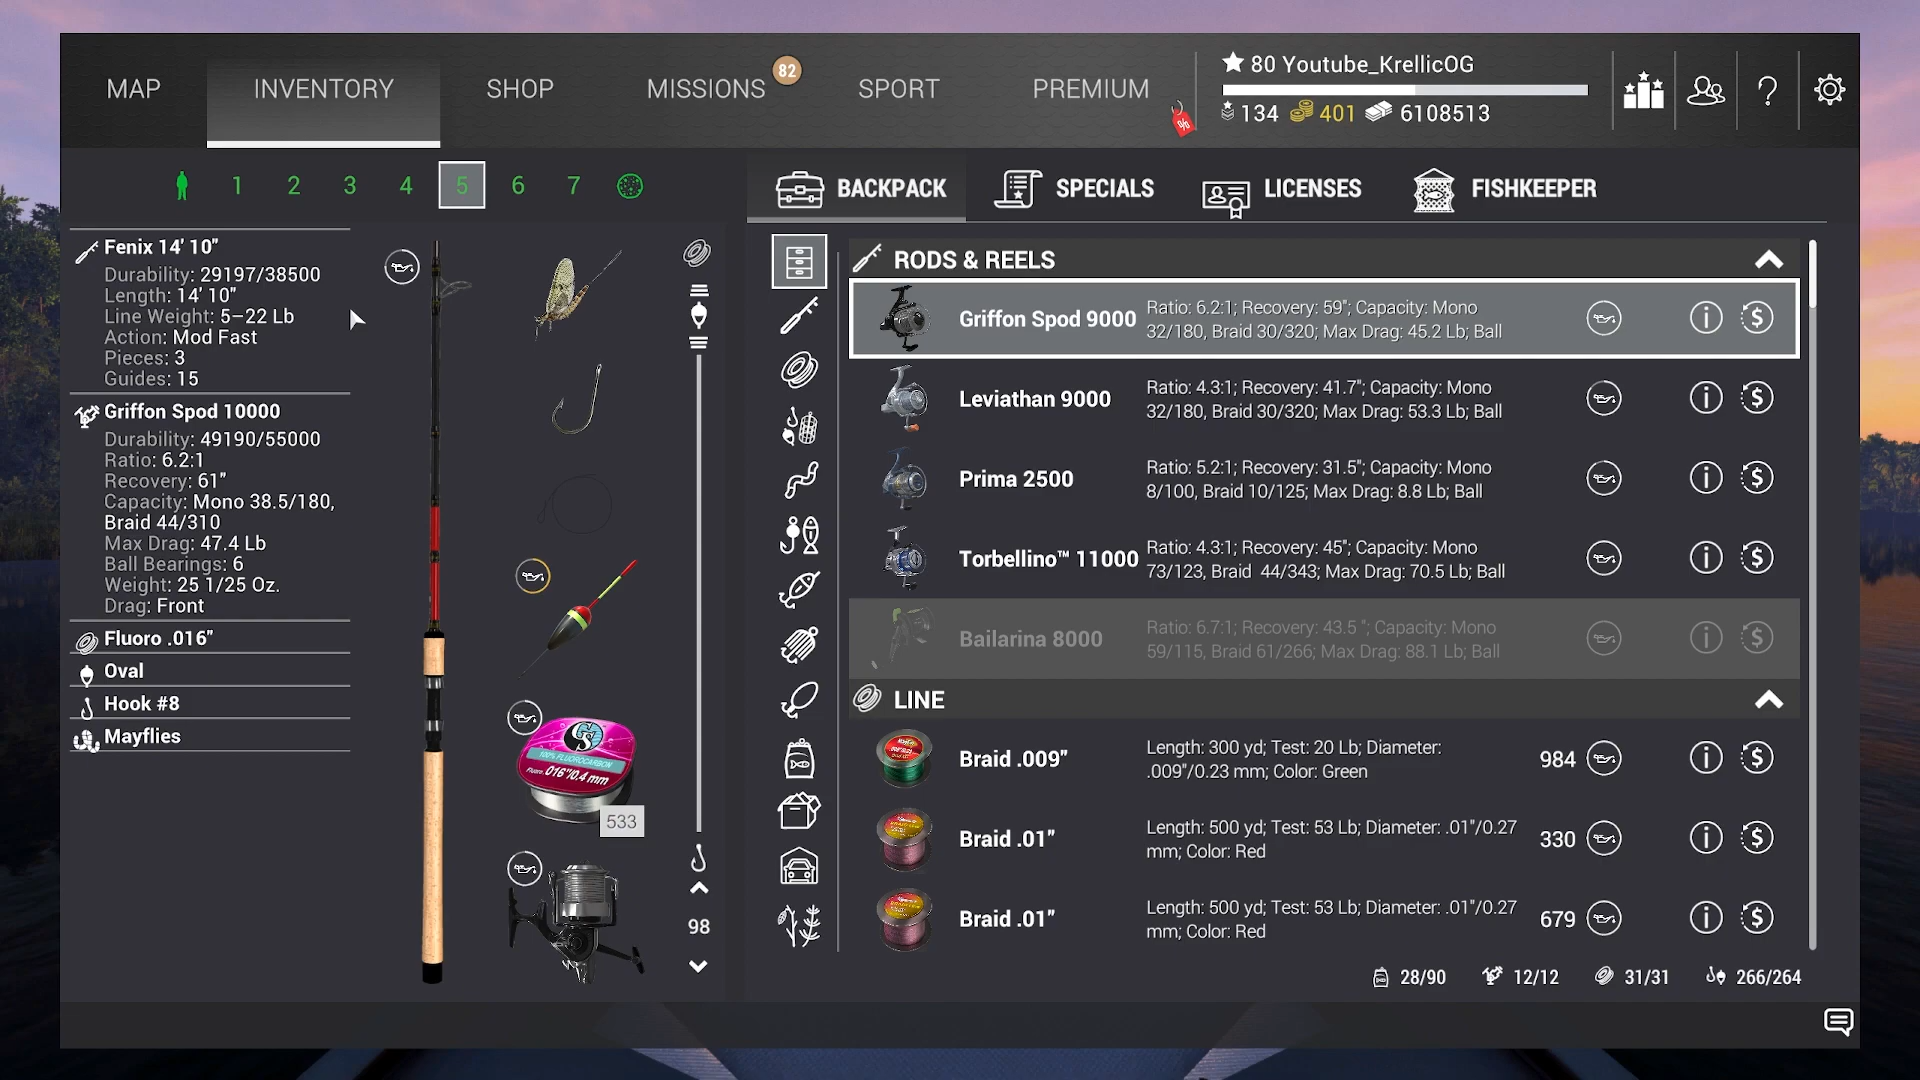 MAP
INVENTORY
SHOP
MISSIONS 82
SPORT
PREMIUM
%
80 Youtube_KrellicOG
134 401 6108513
?
1 2 3 4 5 6 7
BACKPACK
SPECIALS
LICENSES
FISHKEEPER
Fenix 14' 10"
Durability: 29197/38500
Length: 14' 10"
Line Weight: 5–22 Lb
Action: Mod Fast
Pieces: 3
Guides: 15
Griffon Spod 10000
Durability: 49190/55000
Ratio: 6.2:1
Recovery: 61"
Capacity: Mono 38.5/180,
Braid 44/310
Max Drag: 47.4 Lb
Ball Bearings: 6
Weight: 25 1/25 Oz.
Drag: Front
Fluoro .016"
Oval
Hook #8
Mayflies
100% FLUOROCARBON
Fluoro .016"/0.4 mm
533
98
RODS & REELS
Griffon Spod 9000
Ratio: 6.2:1; Recovery: 59"; Capacity: Mono
32/180, Braid 30/320; Max Drag: 45.2 Lb; Ball
Leviathan 9000
Ratio: 4.3:1; Recovery: 41.7"; Capacity: Mono
32/180, Braid 30/320; Max Drag: 53.3 Lb; Ball
Prima 2500
Ratio: 5.2:1; Recovery: 31.5"; Capacity: Mono
8/100, Braid 10/125; Max Drag: 8.8 Lb; Ball
Torbellino™ 11000
Ratio: 4.3:1; Recovery: 45"; Capacity: Mono
73/123, Braid 44/343; Max Drag: 70.5 Lb; Ball
Bailarina 8000
Ratio: 6.7:1; Recovery: 43.5 "; Capacity: Mono
59/115, Braid 61/266; Max Drag: 88.1 Lb; Ball
LINE
Braid .009"
Length: 300 yd; Test: 20 Lb; Diameter:
.009"/0.23 mm; Color: Green
984
Braid .01"
Length: 500 yd; Test: 53 Lb; Diameter: .01"/0.27
mm; Color: Red
330
Braid .01"
Length: 500 yd; Test: 53 Lb; Diameter: .01"/0.27
mm; Color: Red
679
28/90 12/12 31/31 266/264